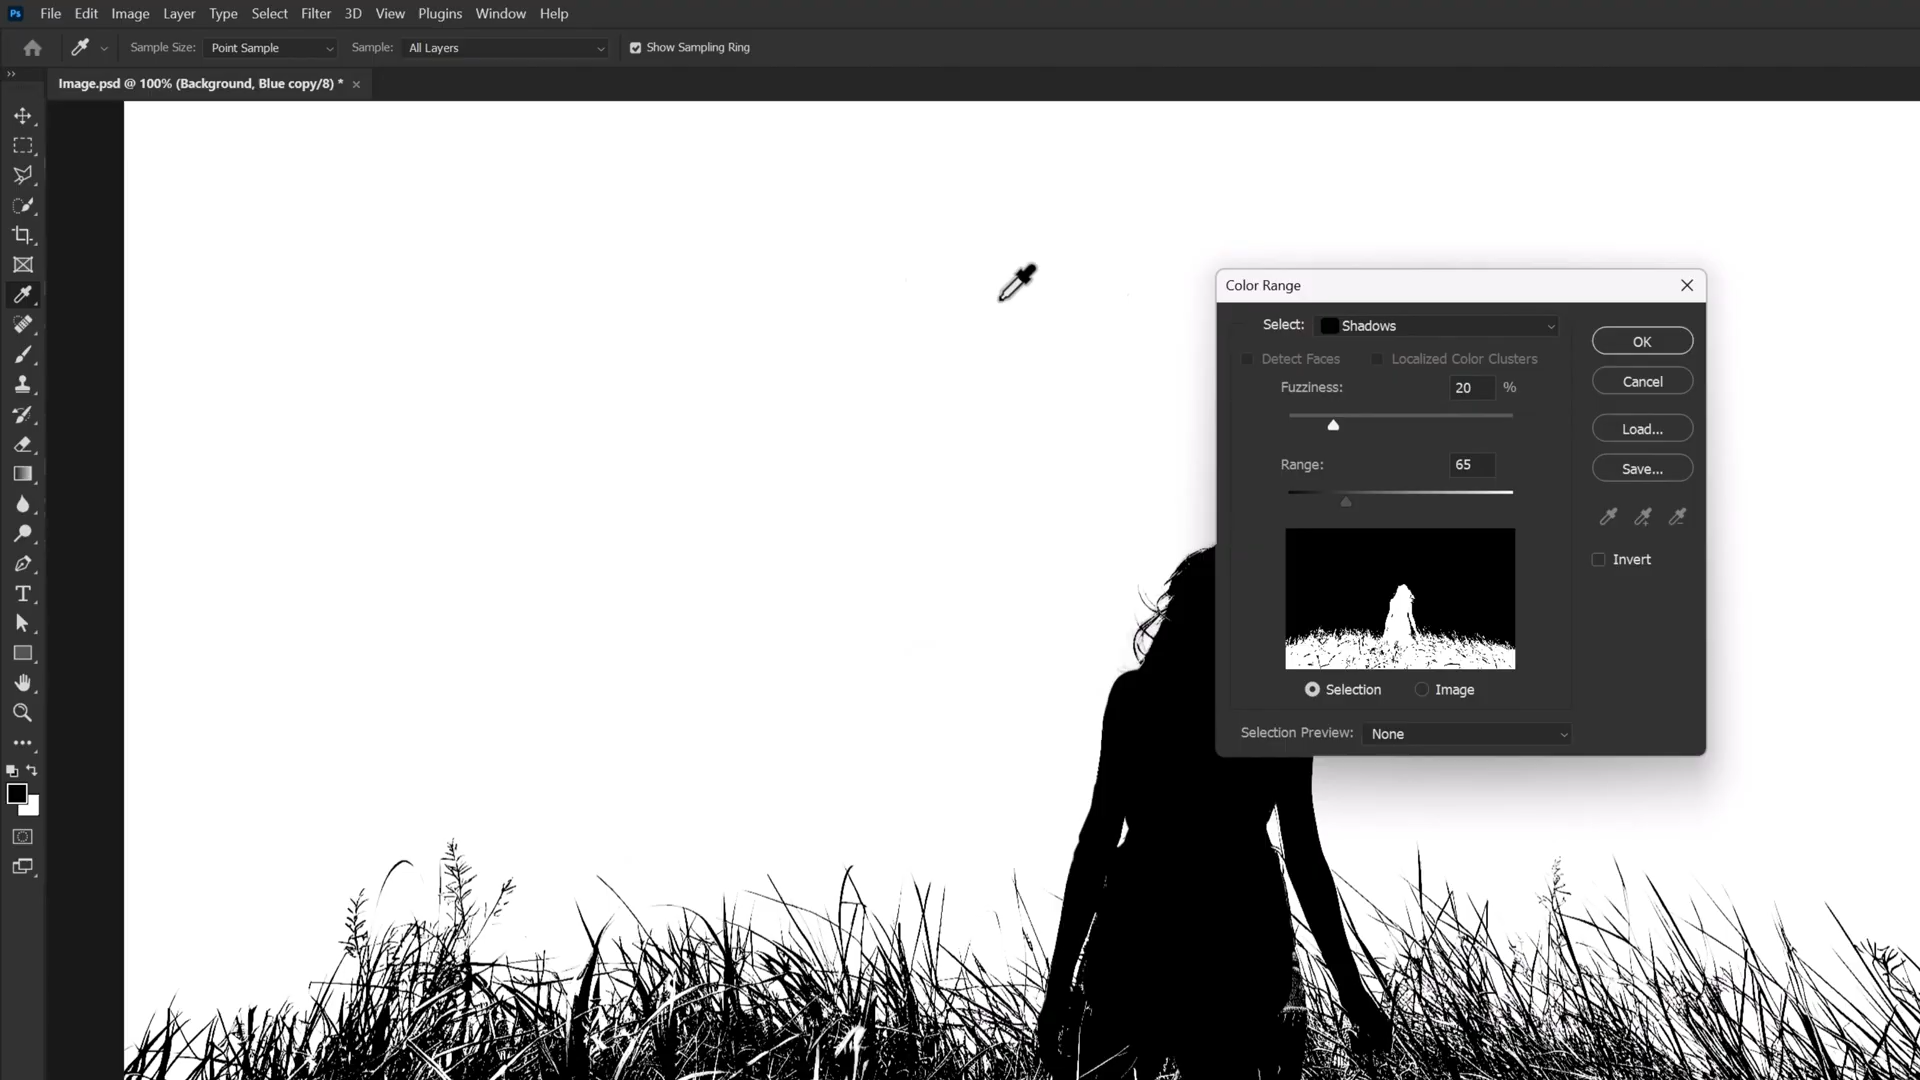 Ps File Edit Image Layer Type Select Filter 3D View Plugins Window Help
Sample Size: Point Sample Sample: All Layers Show Sampling Ring
Image.psd @ 100% (Background, Blue copy/8) *
Color Range
Select: Shadows
OK
Detect Faces Localized Color Clusters
Cancel
Fuzziness: 20 %
Load...
Range: 65
Save...
Invert
Selection Image
Selection Preview: None